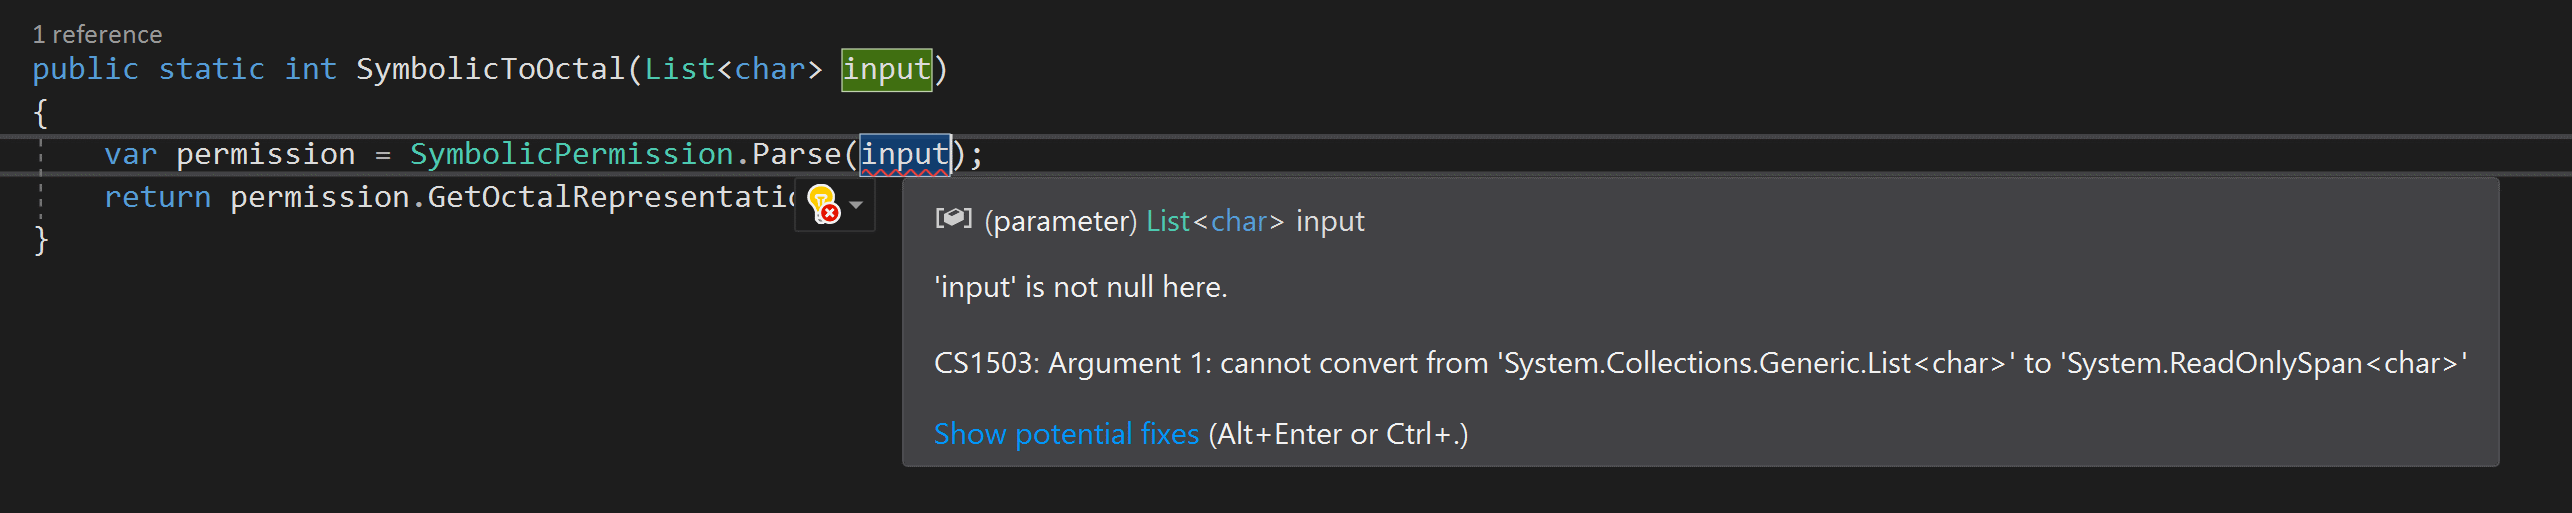 1 reference
public static int SymbolicToOctal(List<char> input)
{
var permission = SymbolicPermission.Parse(input);
return permission.GetOctalRepresentatio
}
(parameter) List<char> input
'input' is not null here.
CS1503: Argument 1: cannot convert from 'System.Collections.Generic.List<char>' to 'System.ReadOnlySpan<char>'
Show potential fixes (Alt+Enter or Ctrl+.)